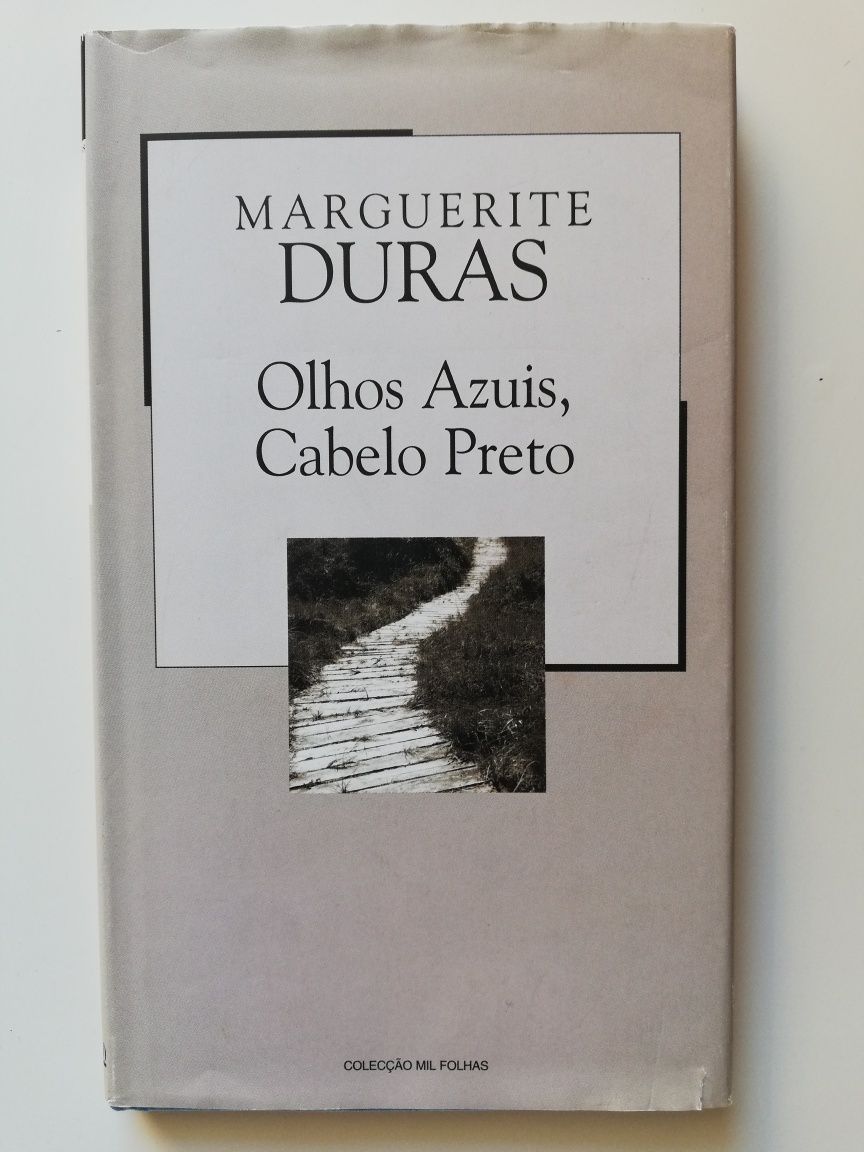 MARGUERITE
DURAS
Olhos Azuis,
Cabelo Preto
COLECÇÃO MIL FOLHAS